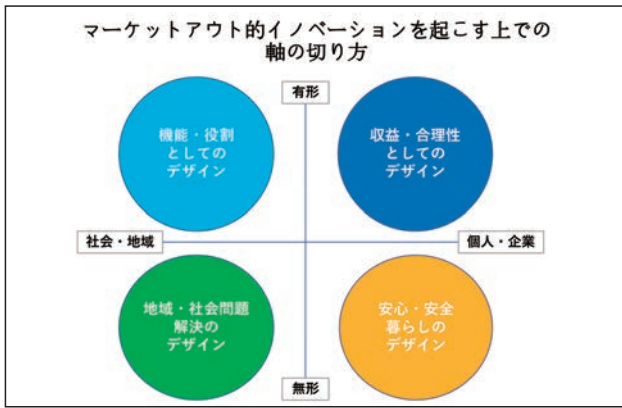 マーケットアウト的イノベーションを起こす上での
軸の切り方
有形
機能・役割
としての
デザイン
収益・合理性
としての
デザイン
社会・地域
個人・企業
地域・社会問題
解決の
デザイン
安心・安全
暮らしの
デザイン
無形